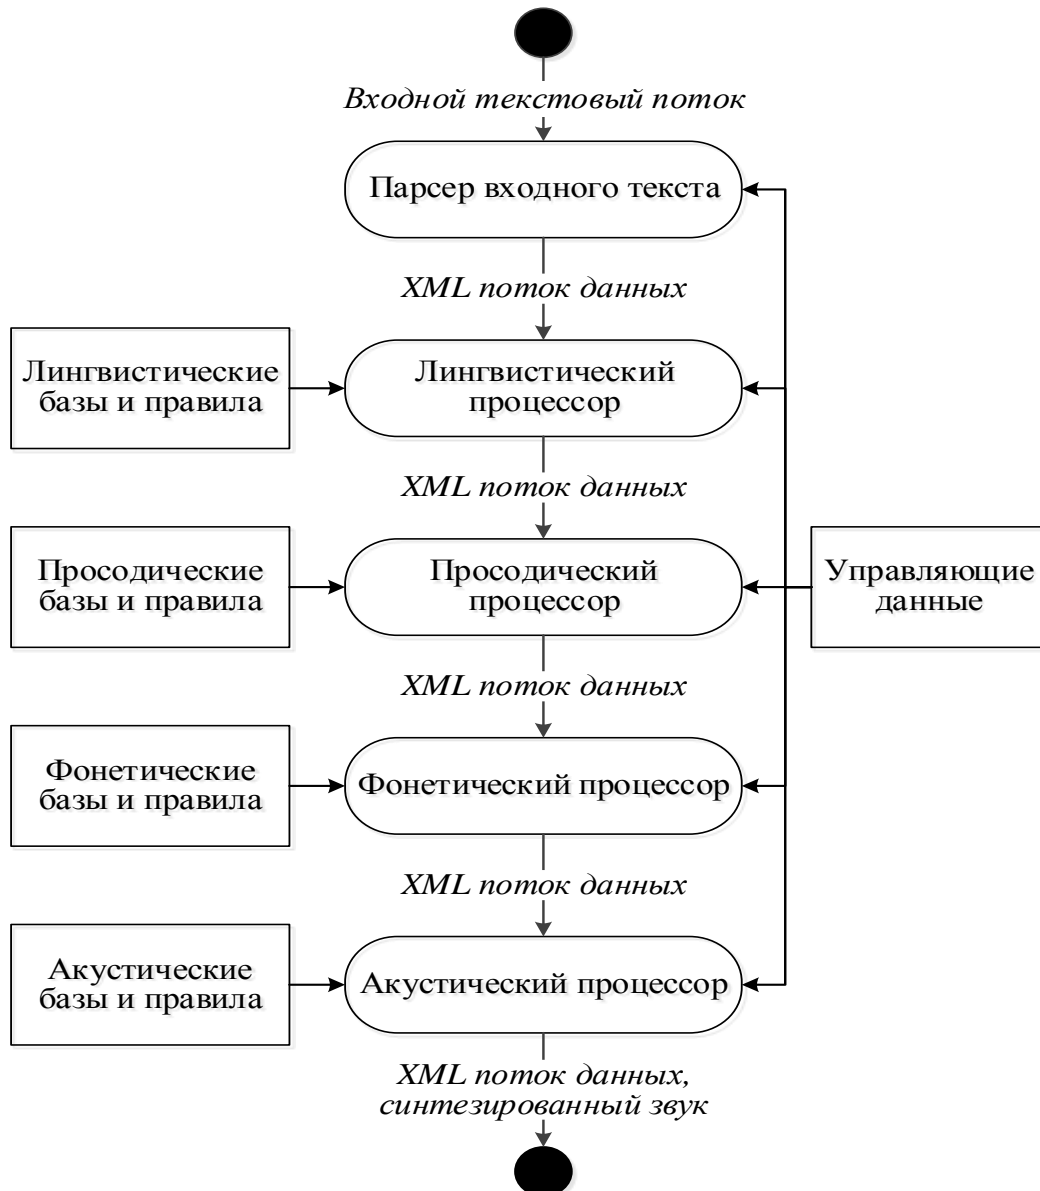 Входной текстовый поток
Парсер входного текста
XML поток данных
Лингвистические
базы и правила
Лингвистический
процессор
XML поток данных
Просодические
базы и правила
Просодический
процессор
Управляющие
данные
XML поток данных
Фонетические
базы и правила
Фонетический процессор
XML поток данных
Акустические
базы и правила
Акустический процессор
XML поток данных,
синтезированный звук